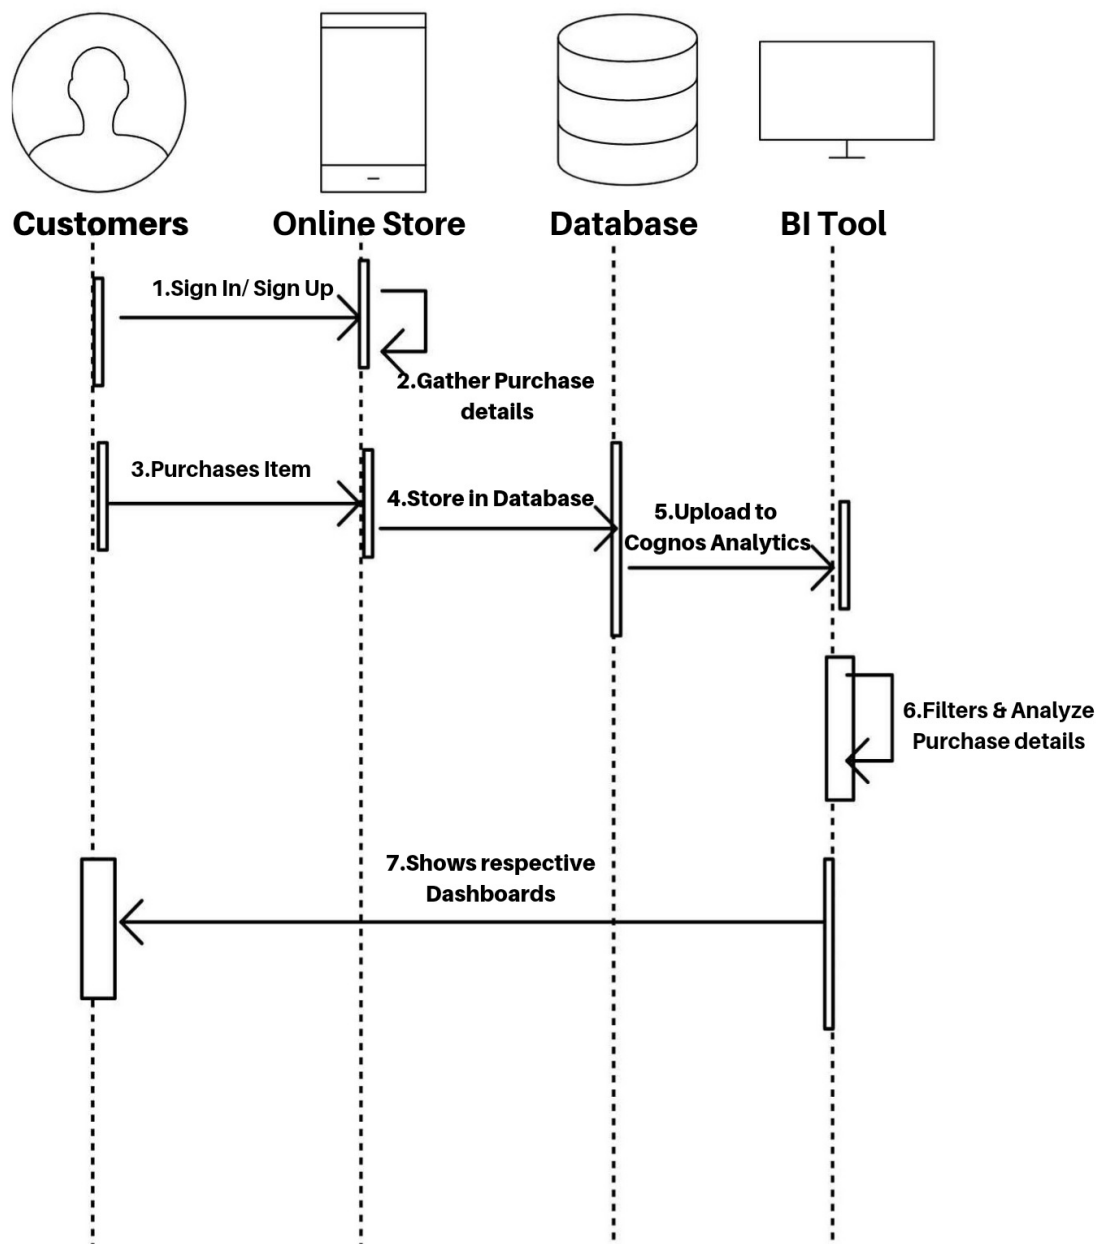 Customers
Online Store
Database
BI Tool
1.Sign In/ Sign Up
2.Gather Purchase
details
3.Purchases Item
4.Store in Database
5.Upload to
Cognos Analytics
6.Filters & Analyze
Purchase details
7.Shows respective
Dashboards